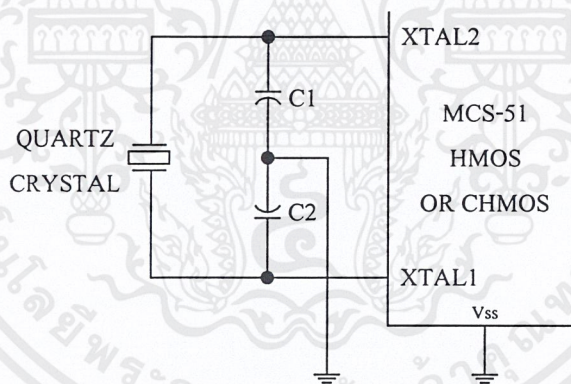 XTAL2
C1
MCS-51
QUARTZ
HMOS
CRYSTAL
OR CHMOS
C2
XTAL1
Vss